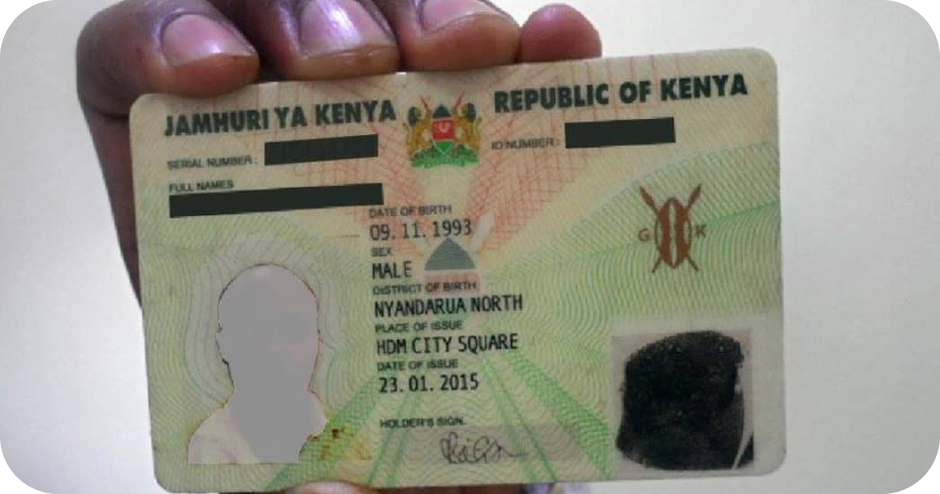 JAMHURI YA KENYA
REPUBLIC OF KENYA
SERIAL NUMBER:
ID NUMBER:
FULL NAMES
DATE OF BIRTH
09. 11. 1993
SEX
MALE
DISTRICT OF BIRTH
NYANDARUA NORTH
PLACE OF ISSUE
HDM CITY SQUARE
DATE OF ISSUE
23. 01. 2015
HOLDER'S SIGN.
G K